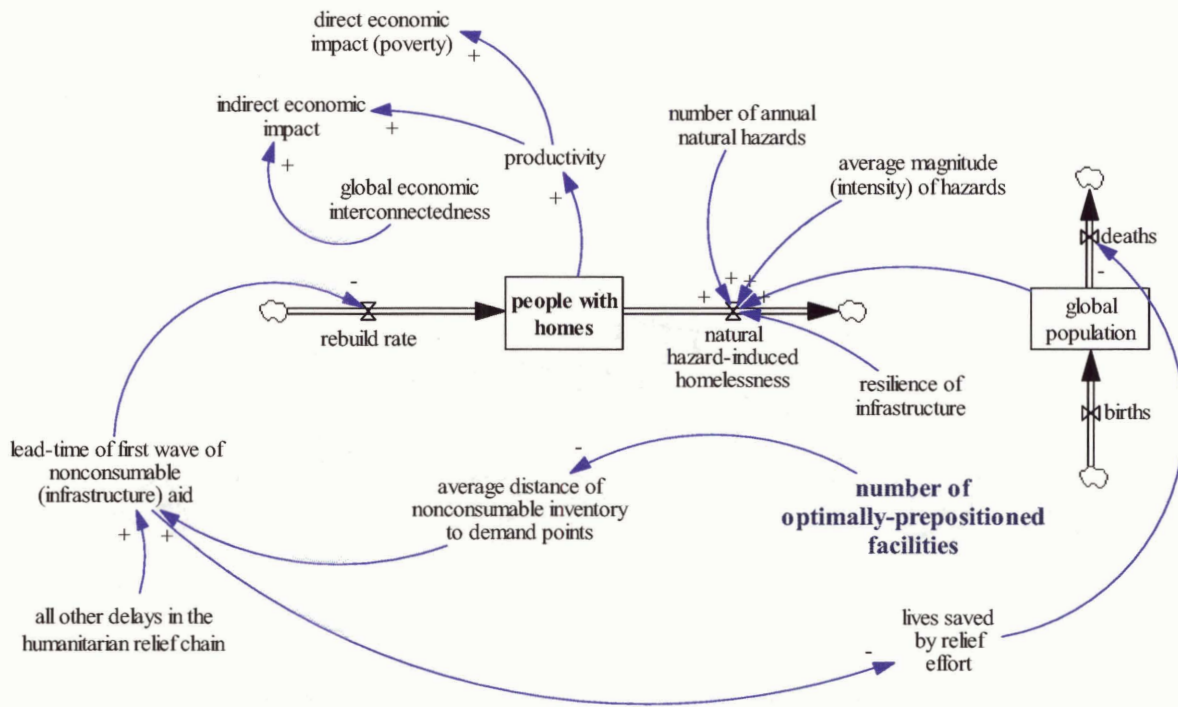 direct economic
impact (poverty)
+
indirect economic
impact
+
+
productivity
+
global economic
interconnectedness
number of annual
natural hazards
average magnitude
(intensity) of hazards
deaths
-
global
population
births
-
rebuild rate
people with
homes
+
+
+
+
natural
hazard-induced
homelessness
resilience of
infrastructure
lead-time of first wave of
nonconsumable
(infrastructure) aid
+
+
average distance of
nonconsumable inventory
to demand points
-
number of
optimally-prepositioned
facilities
all other delays in the
humanitarian relief chain
-
lives saved
by relief
effort